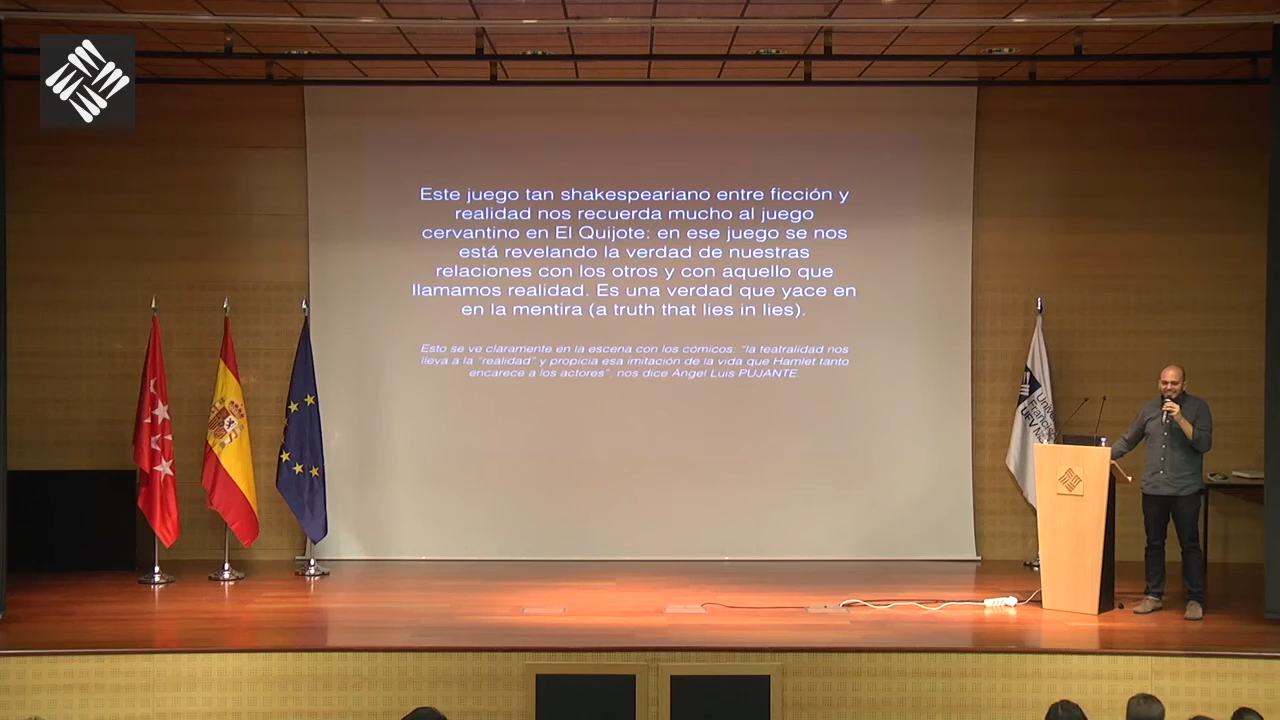 Este juego tan shakespeariano entre ficción y
realidad nos recuerda mucho al juego
cervantino en El Quijote: en ese juego se nos
está revelando la verdad de nuestras
relaciones con los otros y con aquello que
llamamos realidad. Es una verdad que yace en
en la mentira (a truth that lies in lies).
Esto se ve claramente en la escena con los cómicos: "la teatralidad nos
lleva a la "realidad" y propicia esa imitación de la vida que Hamlet tanto
encarece a los actores", nos dice Ángel Luis PUJANTE.
UFV